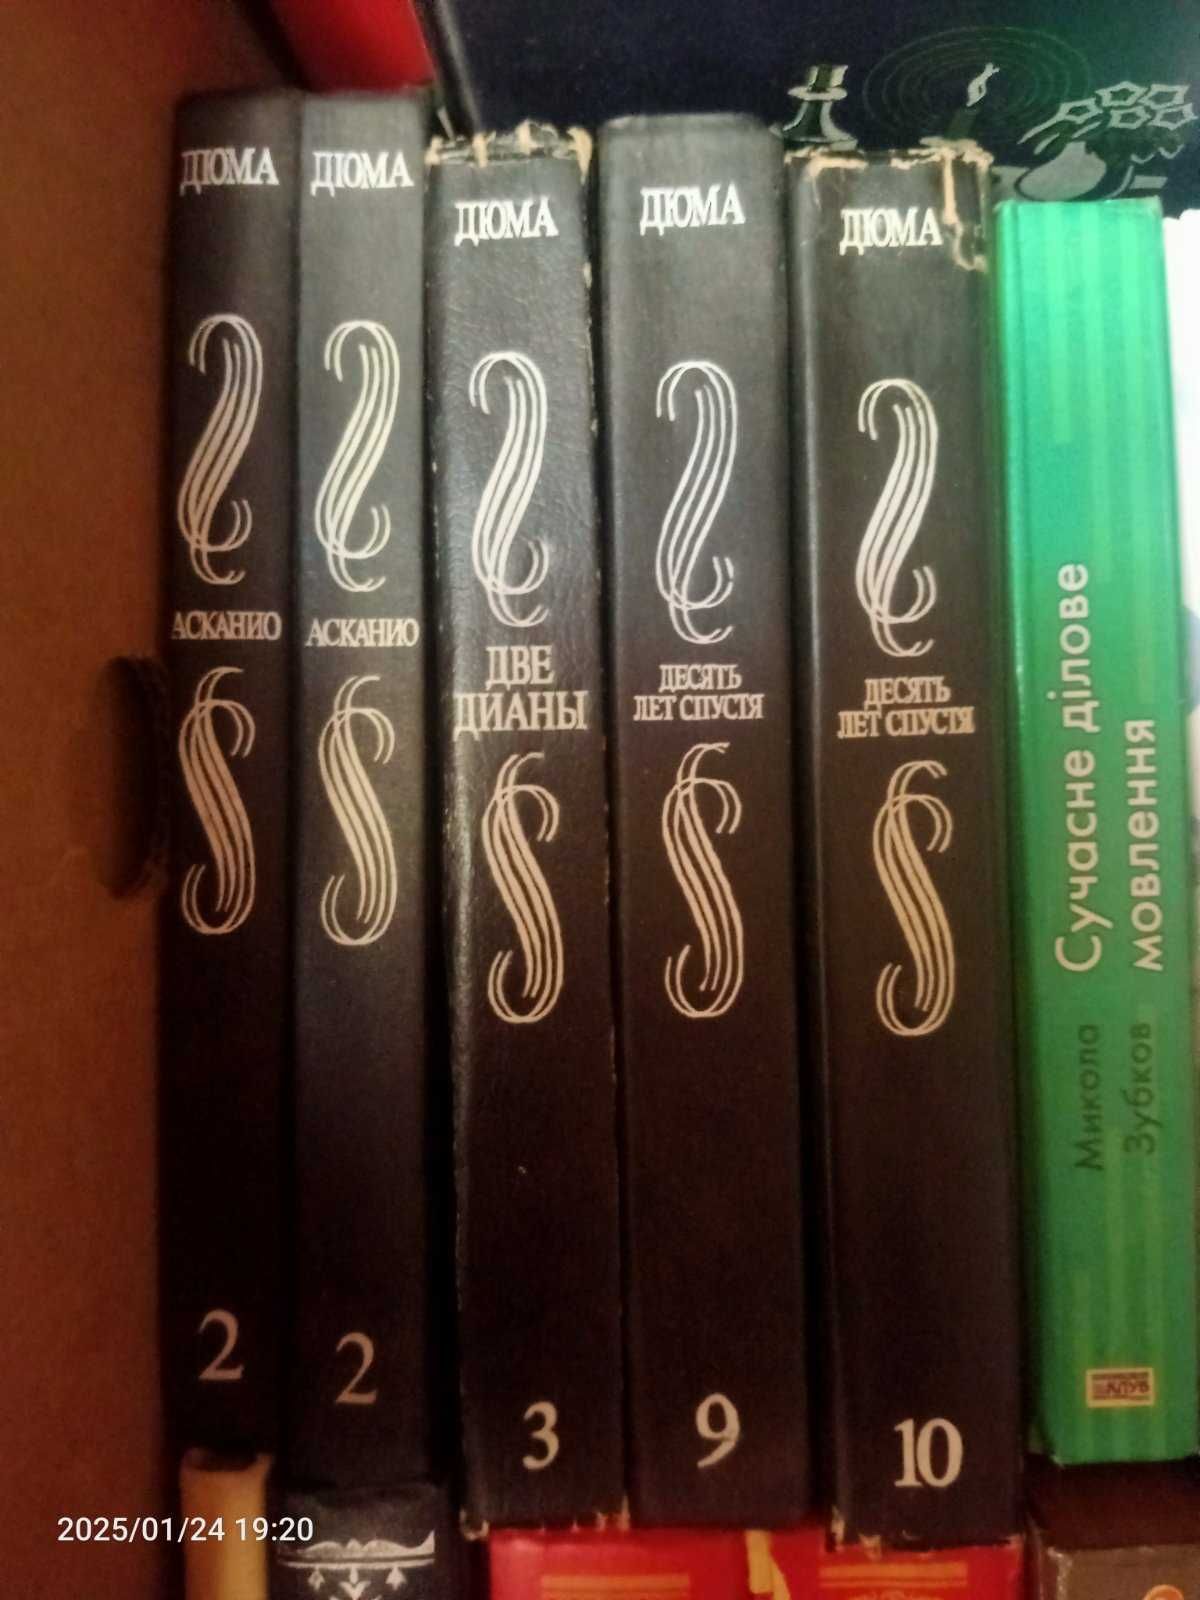 ДЮМА
АСКАНИО
2
ДЮМА
АСКАНИО
2
ДЮМА
ДВЕ
ДИАНЫ
3
ДЮМА
ДЕСЯТЬ
ЛЕТ СПУСТЯ
9
ДЮМА
ДЕСЯТЬ
ЛЕТ СПУСТЯ
10
Микола
Зубков
Сучасне ділове
мовлення
КЛУБ
2025/01/24 19:20